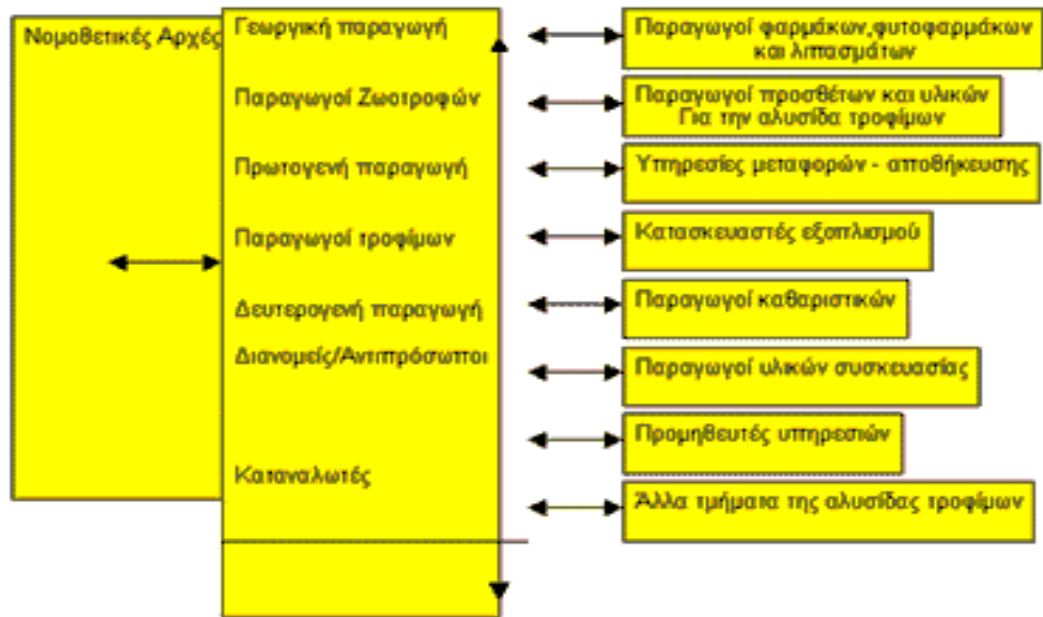 Νομοθετικές Αρχές
Γεωργική παραγωγή
Παραγωγοί Ζωοτροφών
Πρωτογενή παραγωγή
Παραγωγοί τροφίμων
Δευτερογενή παραγωγή
Διανομείς/Αντιπρόσωποι
Καταναλωτές
Παραγωγοί φαρμάκων,φυτοφαρμάκων
και λιπασμάτων
Παραγωγοί προσθέτων και υλικών
Για την αλυσίδα τροφίμων
Υπηρεσίες μεταφορών - αποθήκευσης
Κατασκευαστές εξοπλισμού
Παραγωγοί καθαριστικών
Παραγωγοί υλικών συσκευασίας
Προμηθευτές υπηρεσιών
Άλλα τμήματα της αλυσίδας τροφίμων